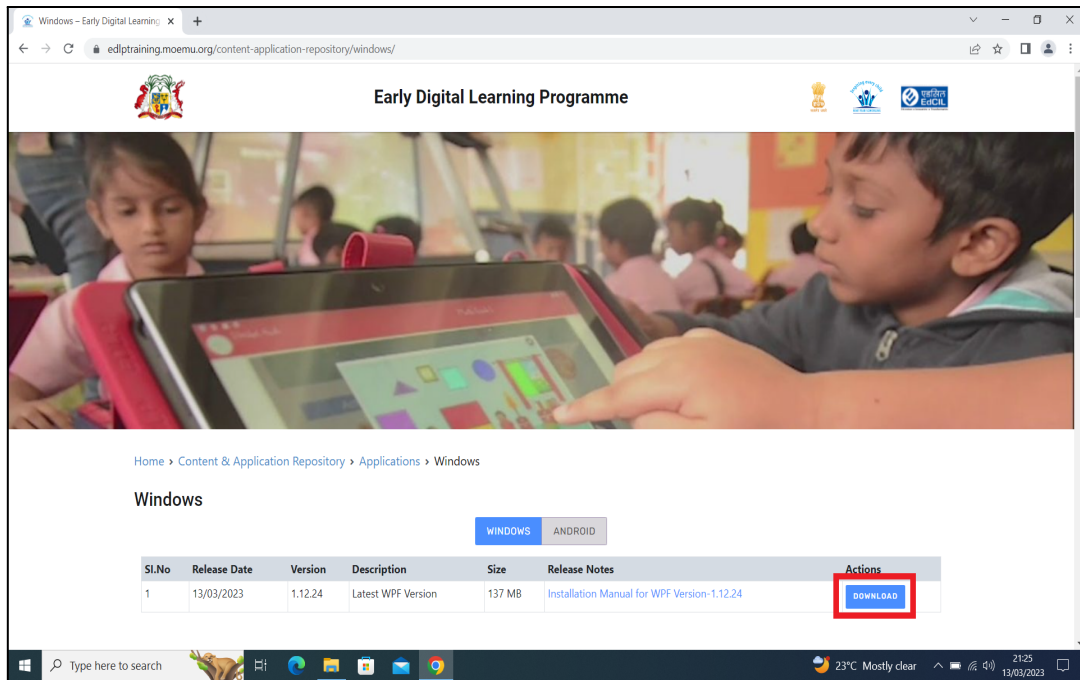 Windows – Early Digital Learning
edlptraining.moemu.org/content-application-repository/windows/
Early Digital Learning Programme
एडसिल
EdCIL
Home › Content & Application Repository › Applications › Windows
Windows
WINDOWS ANDROID
Sl.No Release Date Version Description Size Release Notes Actions
1 13/03/2023 1.12.24 Latest WPF Version 137 MB Installation Manual for WPF Version-1.12.24 DOWNLOAD
Type here to search 23°C Mostly clear 21:25
13/03/2023